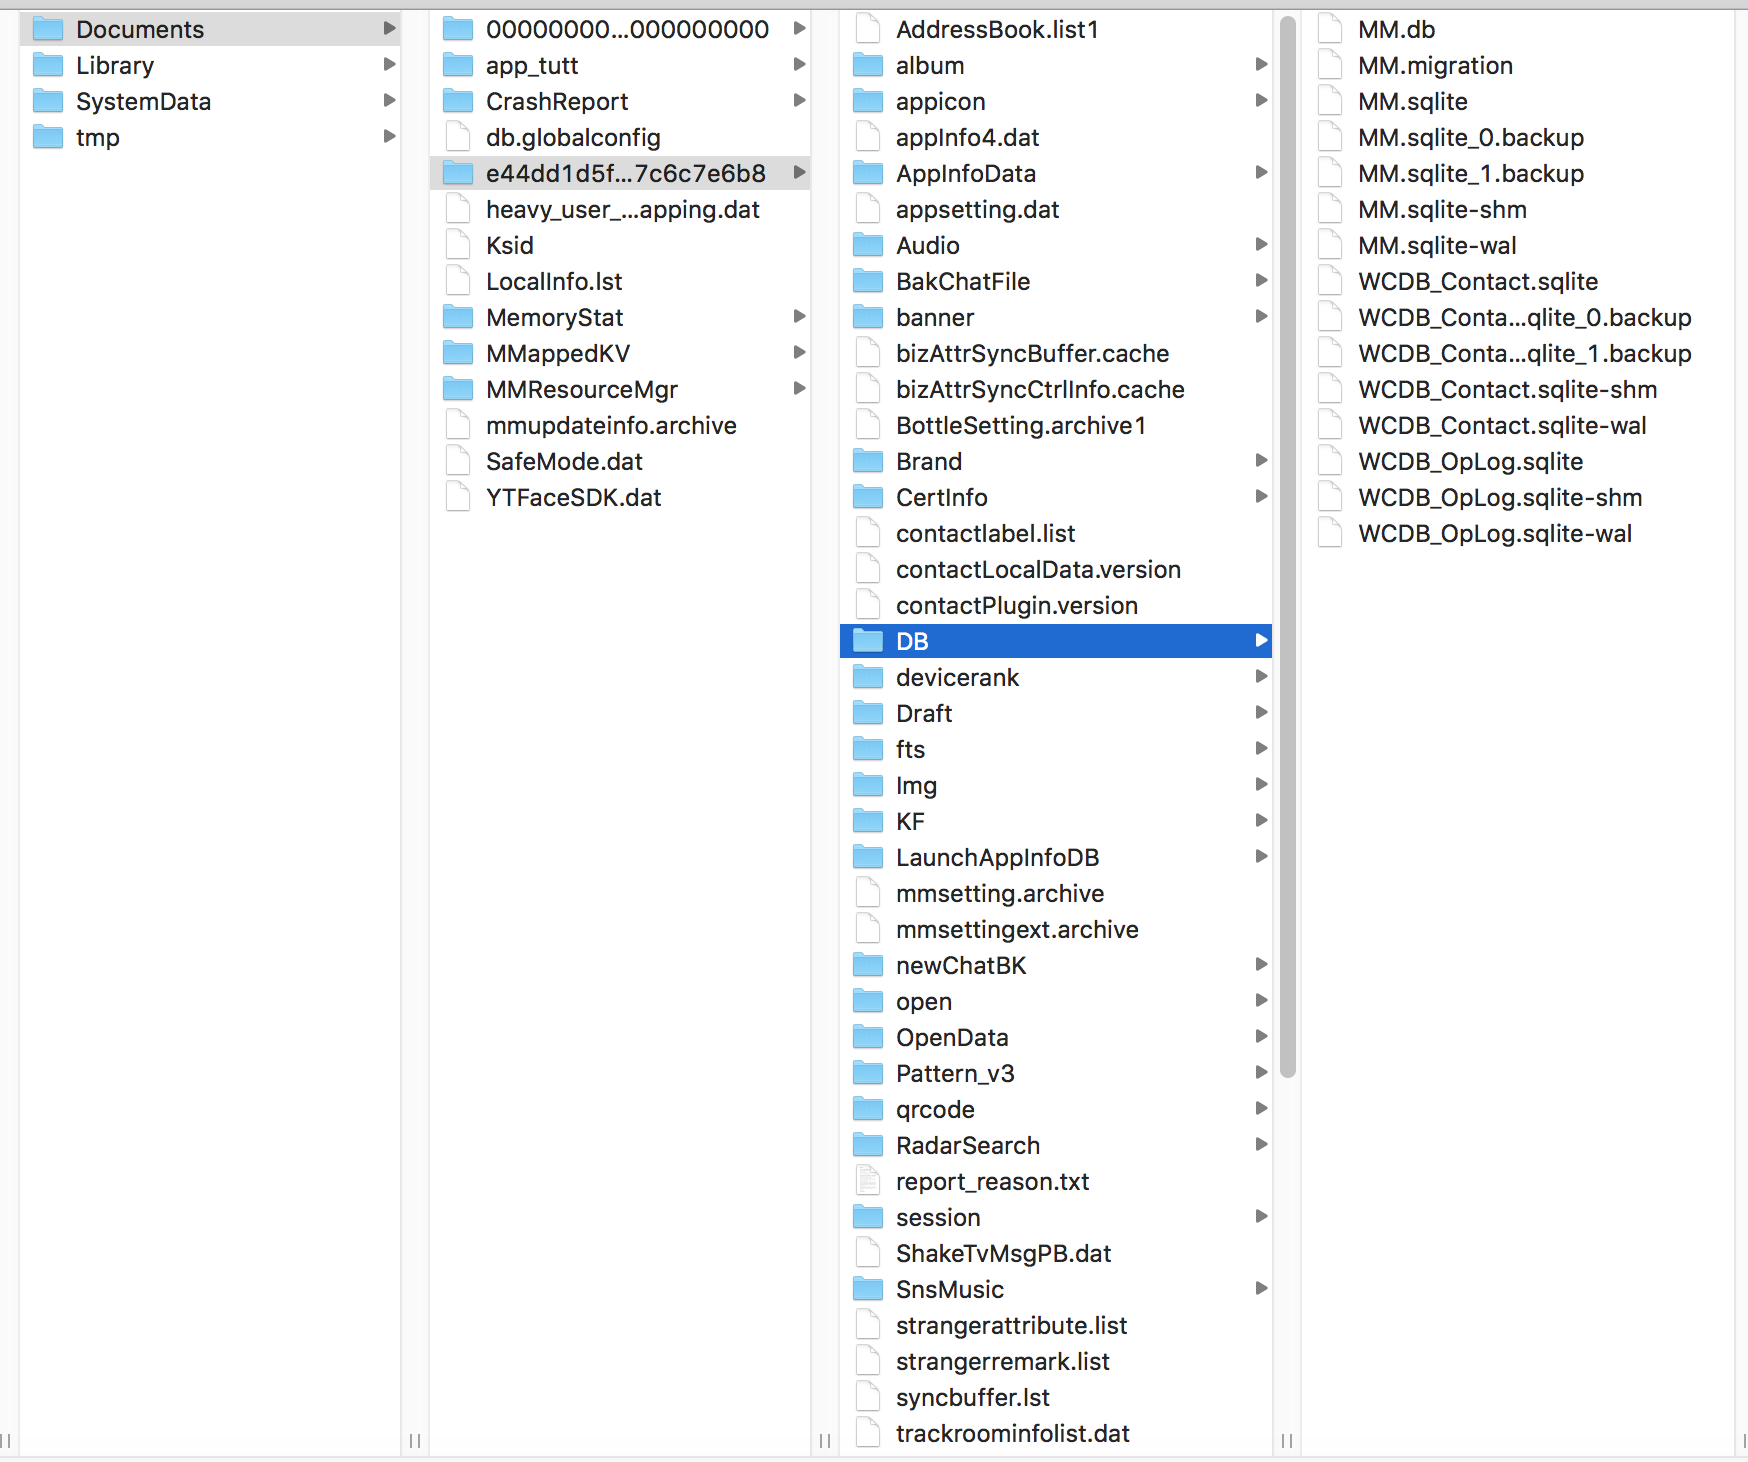 Documents
Library
SystemData
tmp
00000000...000000000
app_tutt
CrashReport
db.globalconfig
e44dd1d5f...7c6c7e6b8
heavy_user_...apping.dat
Ksid
LocalInfo.lst
MemoryStat
MMappedKV
MMResourceMgr
mmupdateinfo.archive
SafeMode.dat
YTFaceSDK.dat
AddressBook.list1
album
appicon
appInfo4.dat
AppInfoData
appsetting.dat
Audio
BakChatFile
banner
bizAttrSyncBuffer.cache
bizAttrSyncCtrlInfo.cache
BottleSetting.archive1
Brand
CertInfo
contactlabel.list
contactLocalData.version
contactPlugin.version
DB
devicerank
Draft
fts
Img
KF
LaunchAppInfoDB
mmsetting.archive
mmsettingext.archive
newChatBK
open
OpenData
Pattern_v3
qrcode
RadarSearch
report_reason.txt
session
ShakeTvMsgPB.dat
SnsMusic
strangerattribute.list
strangerremark.list
syncbuffer.lst
trackroominfolist.dat
MM.db
MM.migration
MM.sqlite
MM.sqlite_0.backup
MM.sqlite_1.backup
MM.sqlite-shm
MM.sqlite-wal
WCDB_Contact.sqlite
WCDB_Conta...qlite_0.backup
WCDB_Conta...qlite_1.backup
WCDB_Contact.sqlite-shm
WCDB_Contact.sqlite-wal
WCDB_OpLog.sqlite
WCDB_OpLog.sqlite-shm
WCDB_OpLog.sqlite-wal